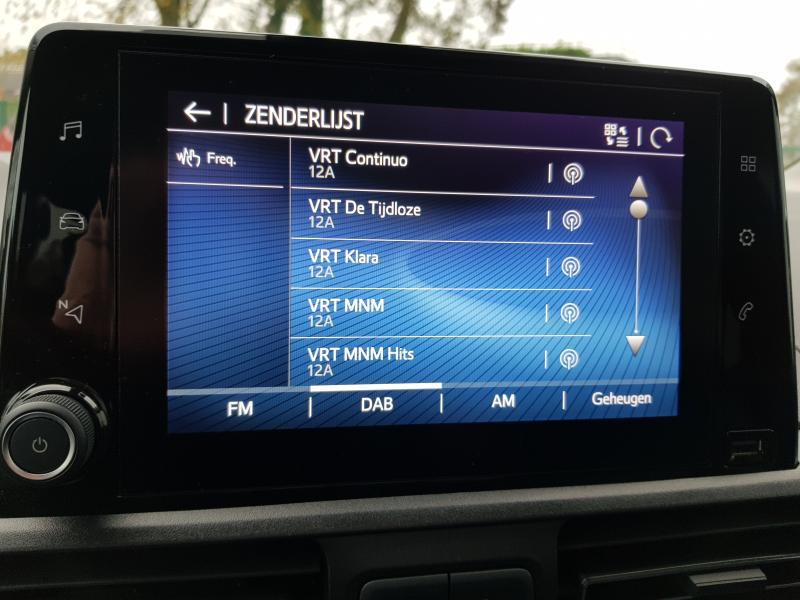 ZENDERLIJST
Freq.
VRT Continuo
12A
VRT De Tijdloze
12A
VRT Klara
12A
VRT MNM
12A
VRT MNM Hits
12A
N
FM | DAB | AM | Geheugen